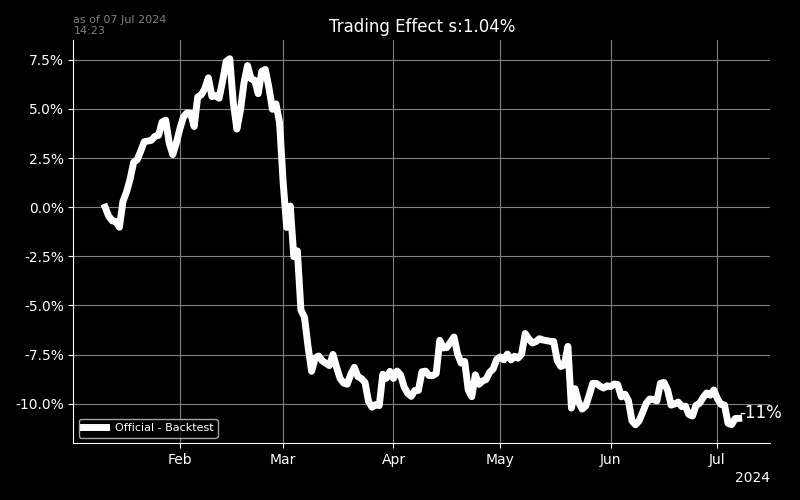 as of 07 Jul 2024
14:23
Trading Effect s:1.04%
7.5%
5.0%
2.5%
0.0%
-2.5%
-5.0%
-7.5%
-10.0%
-11%
Official - Backtest
Feb Mar Apr May Jun Jul
2024